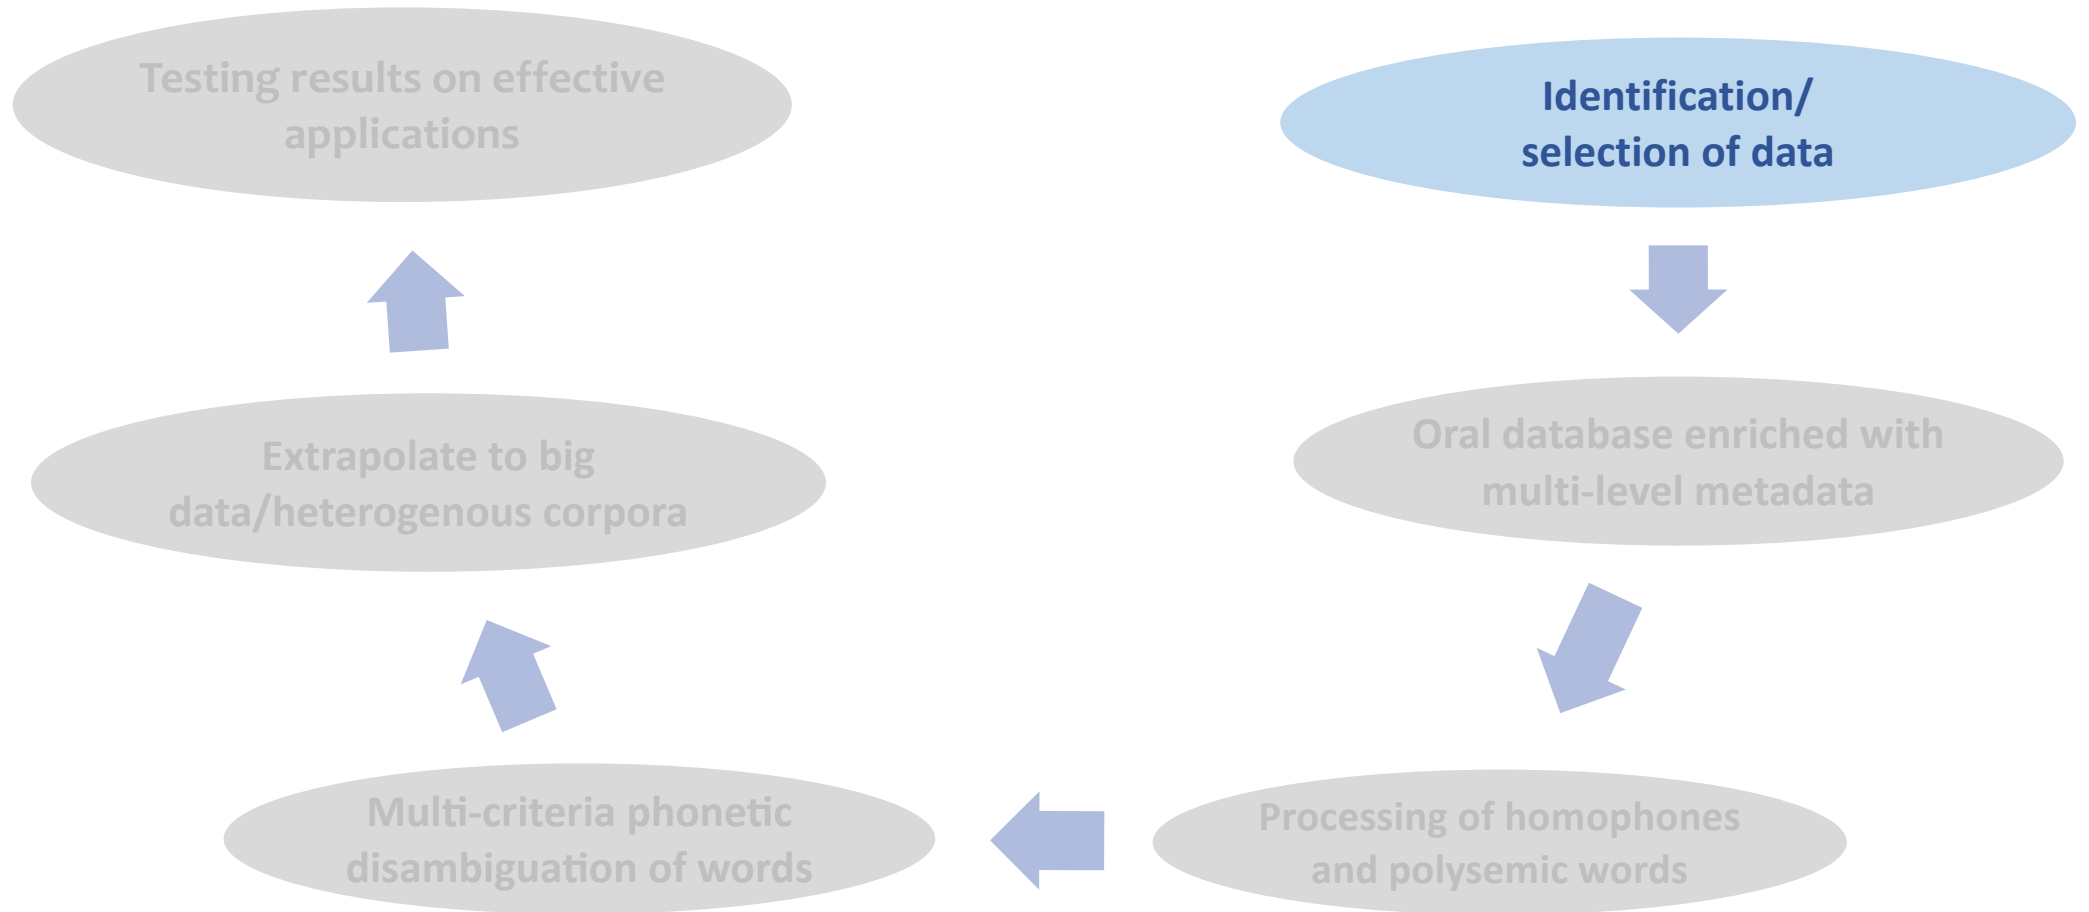 Testing results on effective
applications
Identification/
selection of data
Extrapolate to big
data/heterogenous corpora
Oral database enriched with
multi-level metadata
Multi-criteria phonetic
disambiguation of words
Processing of homophones
and polysemic words